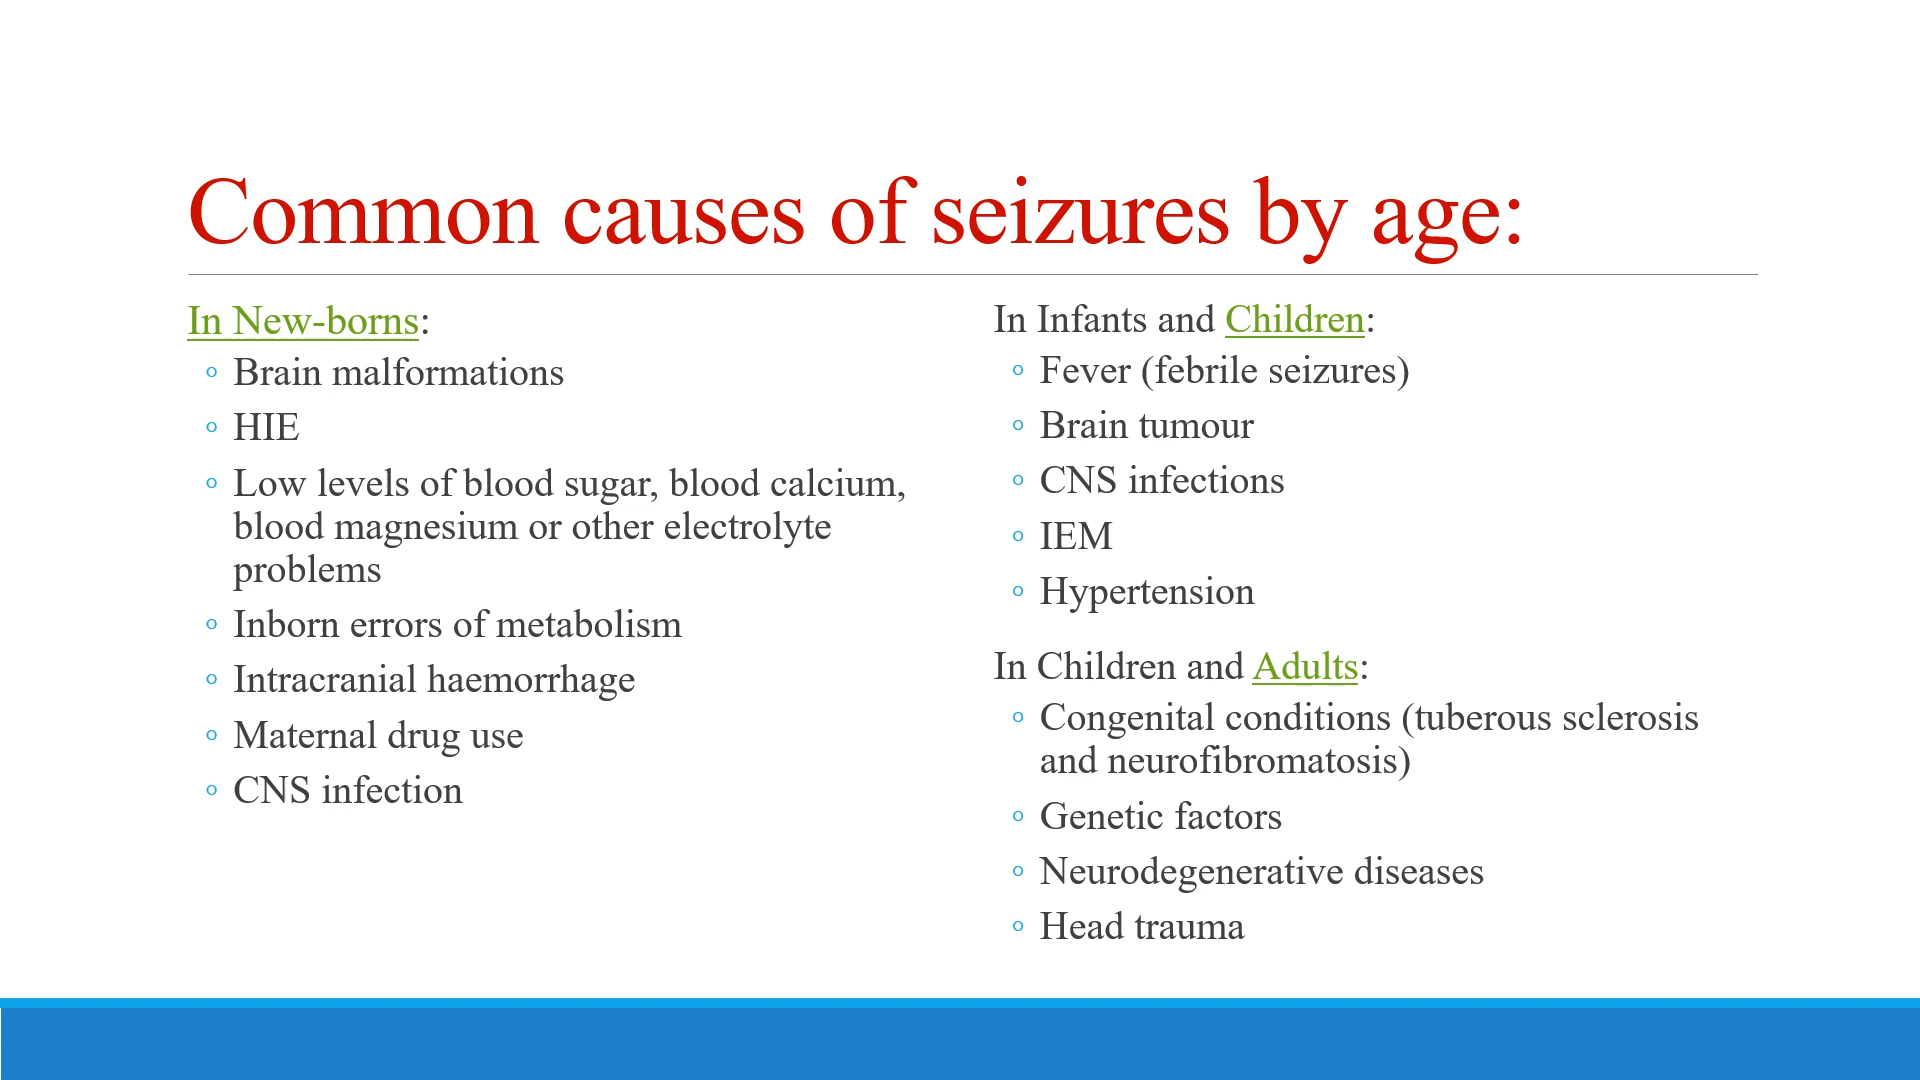 Common causes of seizures by age:
In New-borns:
◦ Brain malformations
◦ HIE
◦ Low levels of blood sugar, blood calcium,
blood magnesium or other electrolyte
problems
◦ Inborn errors of metabolism
◦ Intracranial haemorrhage
◦ Maternal drug use
◦ CNS infection
In Infants and Children:
◦ Fever (febrile seizures)
◦ Brain tumour
◦ CNS infections
◦ IEM
◦ Hypertension
In Children and Adults:
◦ Congenital conditions (tuberous sclerosis
and neurofibromatosis)
◦ Genetic factors
◦ Neurodegenerative diseases
◦ Head trauma